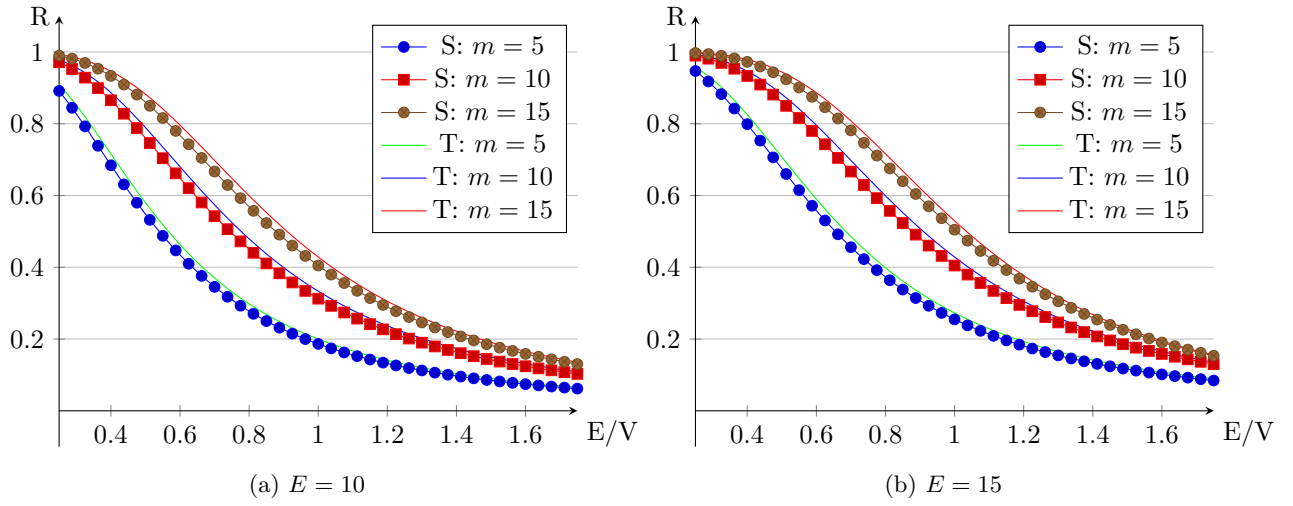 R
1
0.8
0.6
0.4
0.2
0.4 0.6 0.8 1 1.2 1.4 1.6
E/V
S: m = 5
S: m = 10
S: m = 15
T: m = 5
T: m = 10
T: m = 15
(a) E = 10
R
1
0.8
0.6
0.4
0.2
0.4 0.6 0.8 1 1.2 1.4 1.6
E/V
S: m = 5
S: m = 10
S: m = 15
T: m = 5
T: m = 10
T: m = 15
(b) E = 15